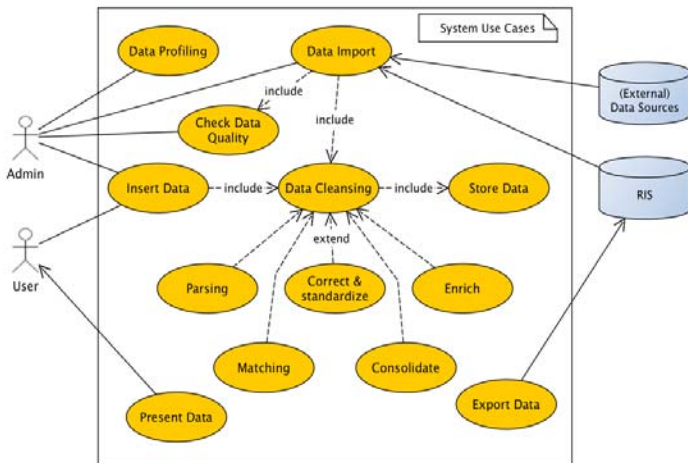 System Use Cases
Data Profiling
Data Import
include
(External)
Data Sources
include
Check Data
Quality
Admin
Insert Data
include
Data Cleansing
include
Store Data
RIS
extend
User
Parsing
Correct &
standardize
Enrich
Matching
Consolidate
Present Data
Export Data